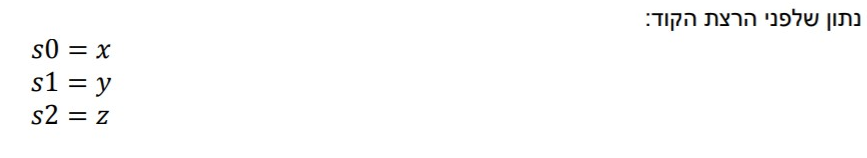 נתון שלפני הרצת הקוד:
s0 = x
s1 = y
s2 = z